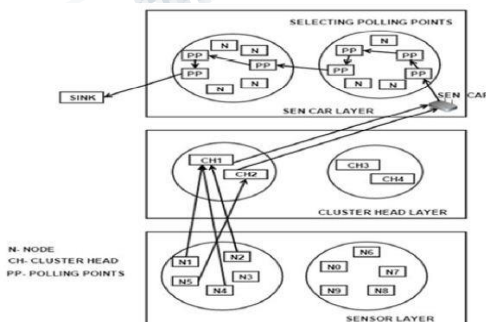 SELECTING POLLING POINTS
N
N
PP
PP
PP
N
N
N
PP
PP
PP
PP
N
N
N
SINK
SEN CAR
SEN CAR LAYER
CH1
CH2
CH3
CH4
CLUSTER HEAD LAYER
N- NODE
CH- CLUSTER HEAD
PP- POLLING POINTS
N1
N2
N3
N5
N4
N6
N0
N7
N9
N8
SENSOR LAYER